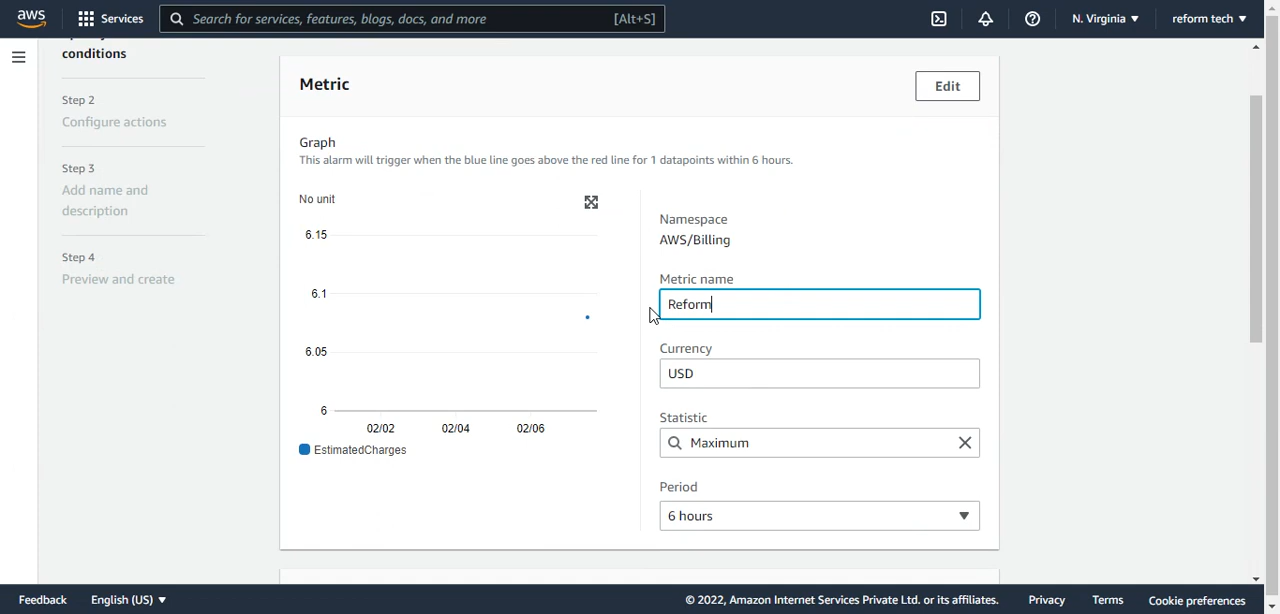 aws
Services
Search for services, features, blogs, docs, and more
[Alt+S]
N. Virginia
reform tech
conditions
Step 2
Configure actions
Step 3
Add name and
description
Step 4
Preview and create
Metric
Edit
Graph
This alarm will trigger when the blue line goes above the red line for 1 datapoints within 6 hours.
No unit
6.15
6.1
6.05
6
02/02
02/04
02/06
EstimatedCharges
Namespace
AWS/Billing
Metric name
Reform
Currency
USD
Statistic
Maximum
Period
6 hours
Feedback
English (US)
© 2022, Amazon Internet Services Private Ltd. or its affiliates.
Privacy
Terms
Cookie preferences